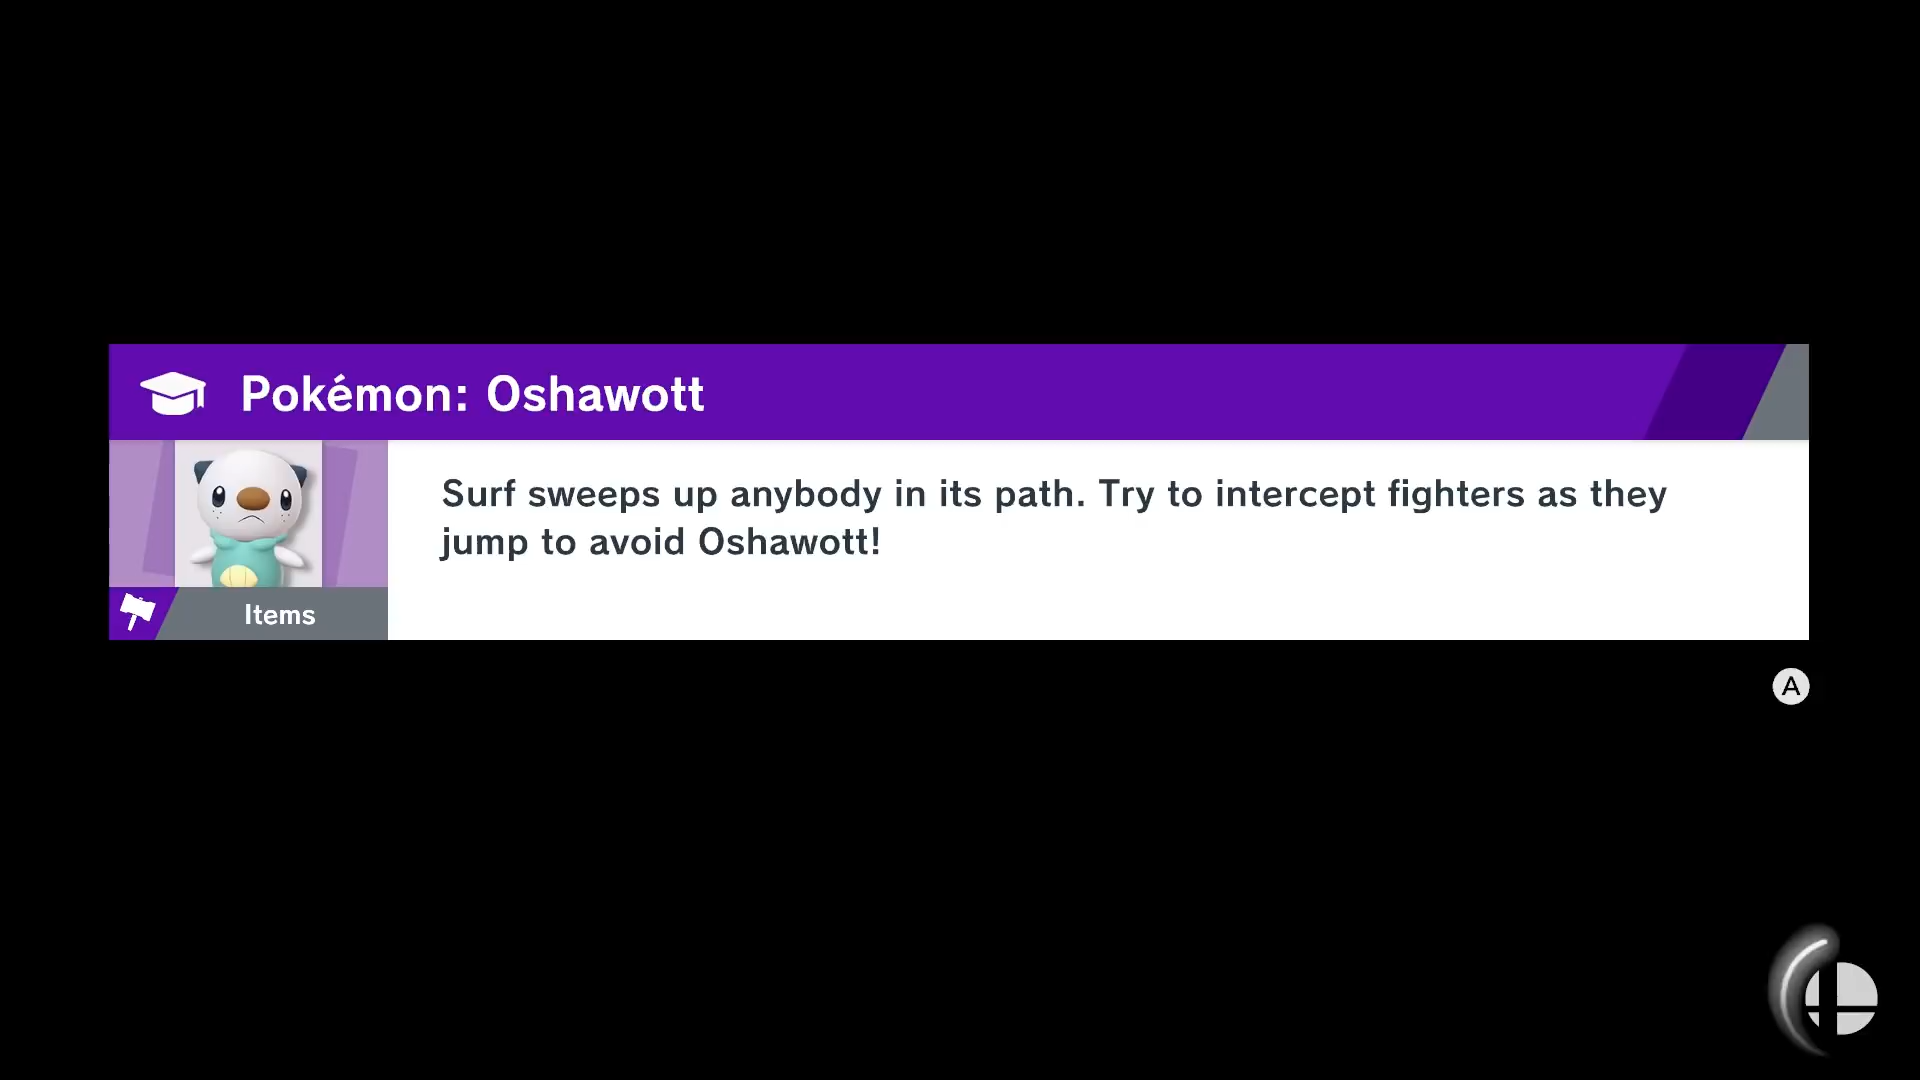 Pokémon: Oshawott
Surf sweeps up anybody in its path. Try to intercept fighters as they
jump to avoid Oshawott!
Items
A